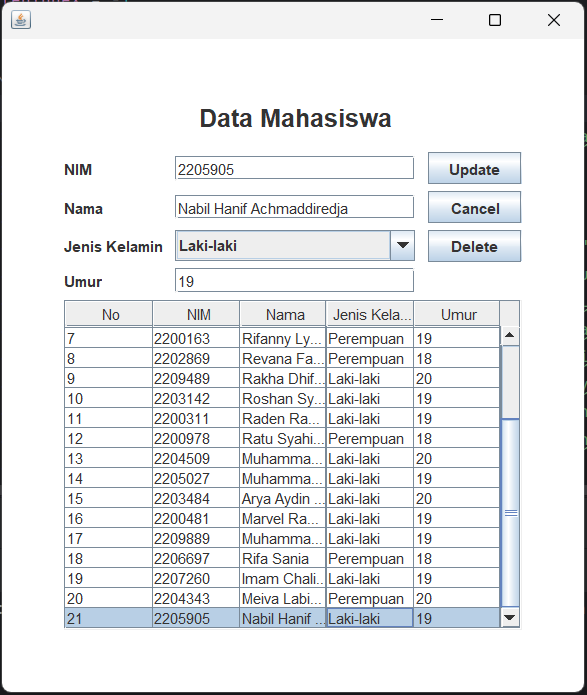 Data Mahasiswa
NIM 2205905 Update
Nama Nabil Hanif Achmaddiredja Cancel
Jenis Kelamin Laki-laki Delete
Umur 19
No NIM Nama Jenis Kela... Umur
7 2200163 Rifanny Ly... Perempuan 19
8 2202869 Revana Fa... Perempuan 18
9 2209489 Rakha Dhif... Laki-laki 20
10 2203142 Roshan Sy... Laki-laki 19
11 2200311 Raden Ra... Laki-laki 19
12 2200978 Ratu Syahi... Perempuan 18
13 2204509 Muhamma... Laki-laki 20
14 2205027 Muhamma... Laki-laki 19
15 2203484 Arya Aydin ... Laki-laki 20
16 2200481 Marvel Ra... Laki-laki 19
17 2209889 Muhamma... Laki-laki 19
18 2206697 Rifa Sania Perempuan 18
19 2207260 Imam Chali... Laki-laki 19
20 2204343 Meiva Labi... Perempuan 20
21 2205905 Nabil Hanif ... Laki-laki 19